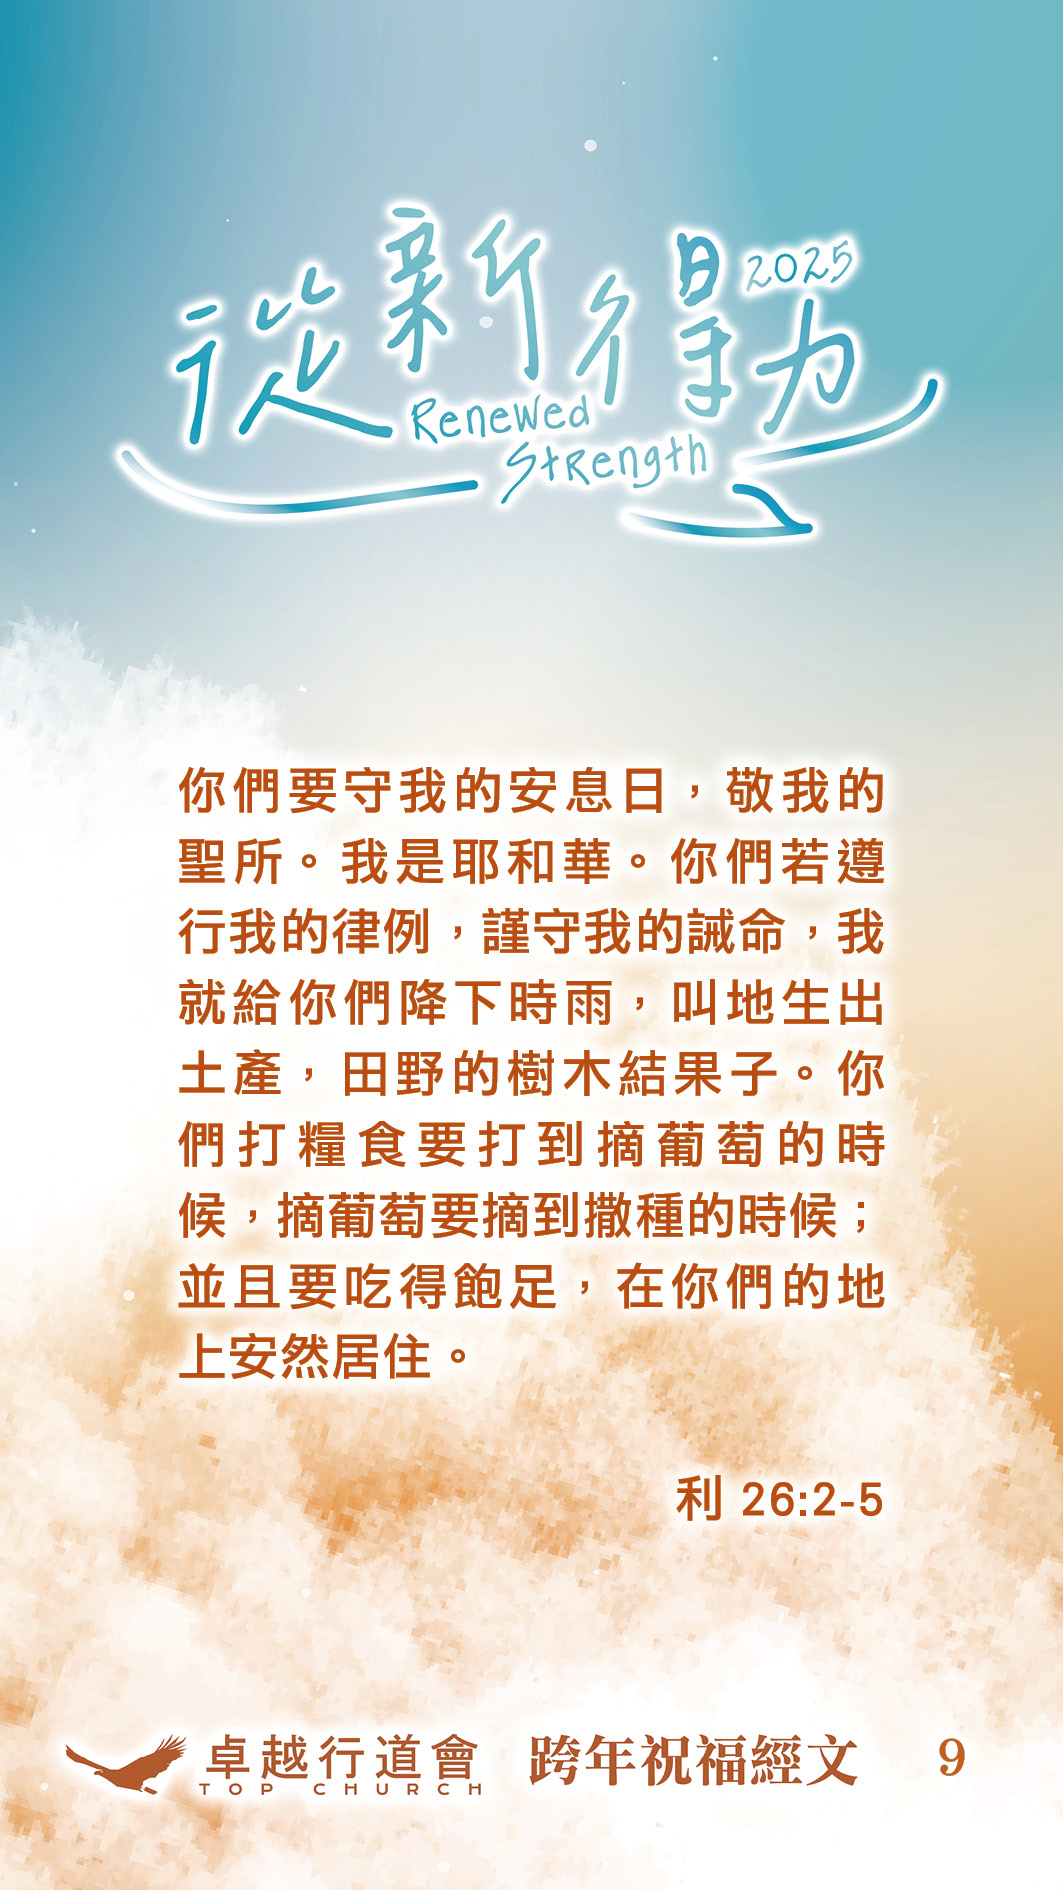 從新得力 2025
Renewed
Strength
你們要守我的安息日，敬我的
聖所。我是耶和華。你們若遵
行我的律例，謹守我的誡命，我
就給你們降下時雨，叫地生出
土產，田野的樹木結果子。你
們打糧食要打到摘葡萄的時
候，摘葡萄要摘到撒種的時候；
並且要吃得飽足，在你們的地
上安然居住。
利 26:2-5
卓越行道會 跨年祝福經文 9
TOP CHURCH